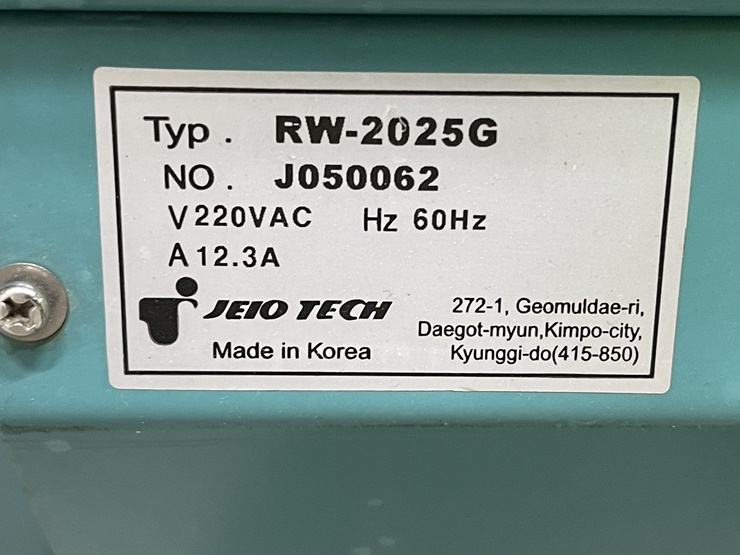 Typ. RW-2025G
NO. J050062
V 220VAC Hz 60Hz
A 12.3A
JEIO TECH
Made in Korea
272-1, Geomuldae-ri,
Daegot-myun,Kimpo-city,
Kyunggi-do(415-850)